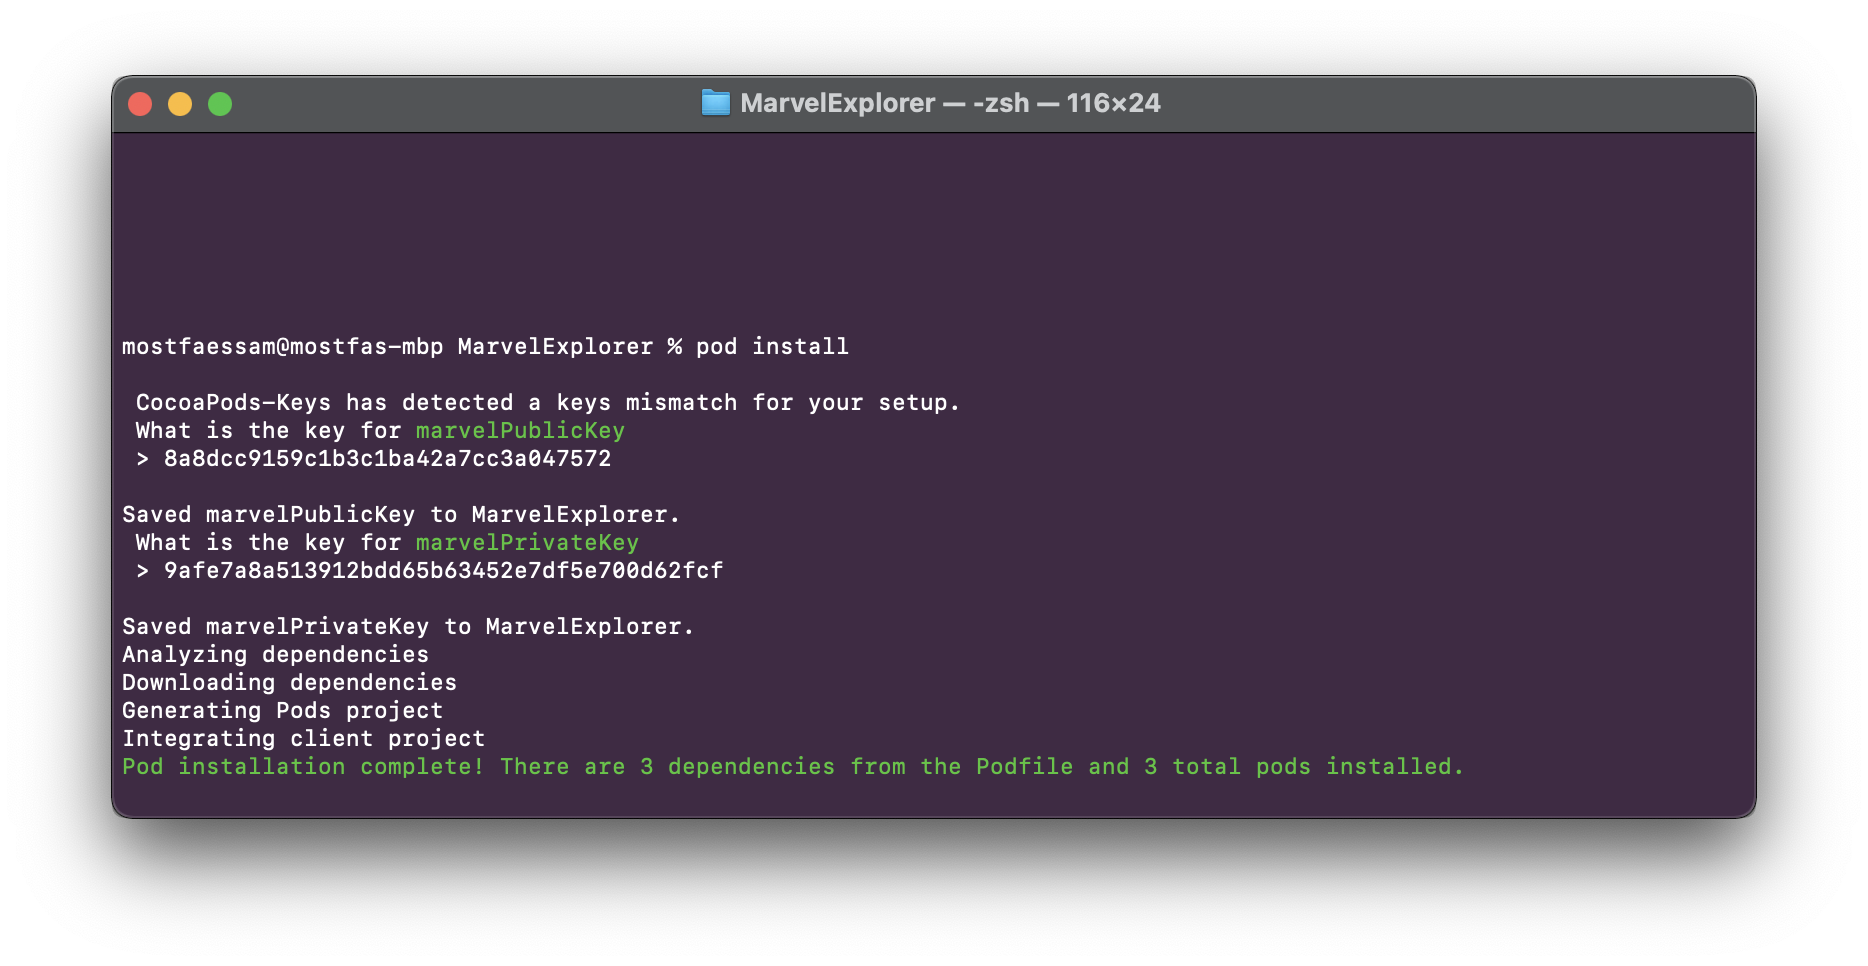 MarvelExplorer — -zsh — 116×24
mostfaessam@mostfas-mbp MarvelExplorer % pod install
CocoaPods-Keys has detected a keys mismatch for your setup.
What is the key for marvelPublicKey
> 8a8dcc9159c1b3c1ba42a7cc3a047572
Saved marvelPublicKey to MarvelExplorer.
What is the key for marvelPrivateKey
> 9afe7a8a513912bdd65b63452e7df5e700d62fcf
Saved marvelPrivateKey to MarvelExplorer.
Analyzing dependencies
Downloading dependencies
Generating Pods project
Integrating client project
Pod installation complete! There are 3 dependencies from the Podfile and 3 total pods installed.